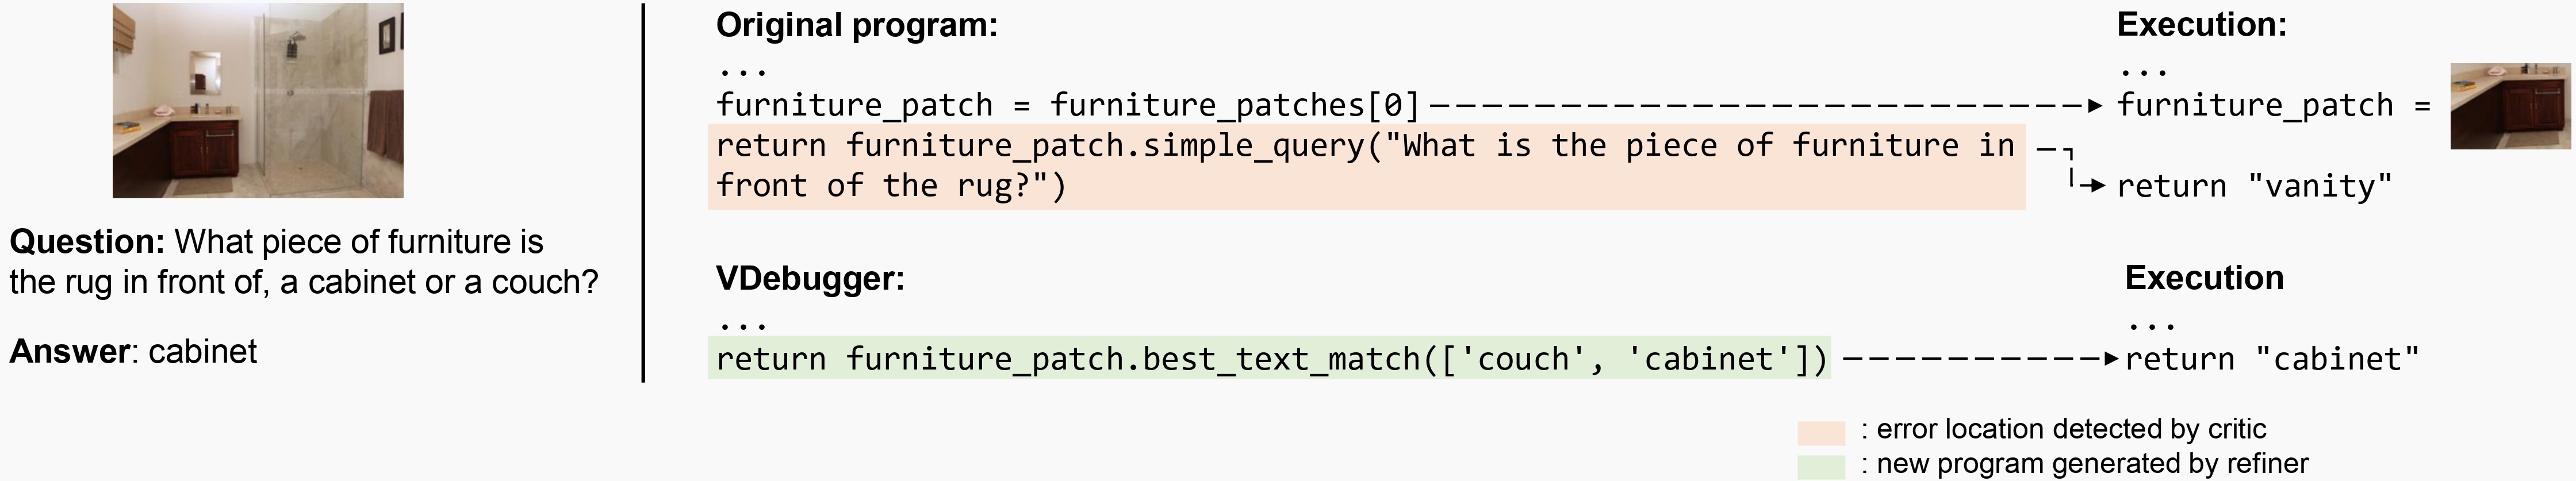 Question: What piece of furniture is
the rug in front of, a cabinet or a couch?
Answer: cabinet
Original program:
...
furniture_patch = furniture_patches[0]
return furniture_patch.simple_query("What is the piece of furniture in
front of the rug?")
Execution:
...
furniture_patch =
return "vanity"
VDebugger:
...
return furniture_patch.best_text_match(['couch', 'cabinet'])
Execution
...
return "cabinet"
: error location detected by critic
: new program generated by refiner